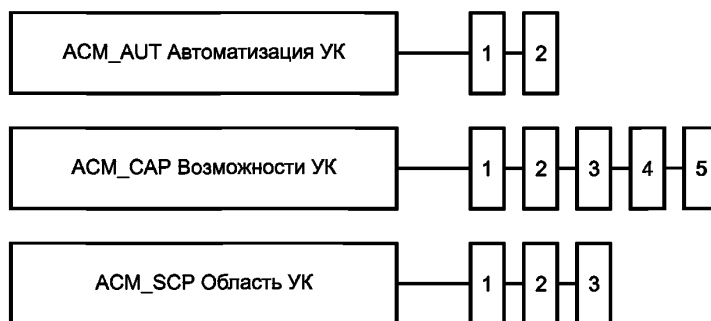 ACM_AUT Автоматизация УК 1 2
ACM_CAP Возможности УК 1 2 3 4 5
ACM_SCP Область УК 1 2 3